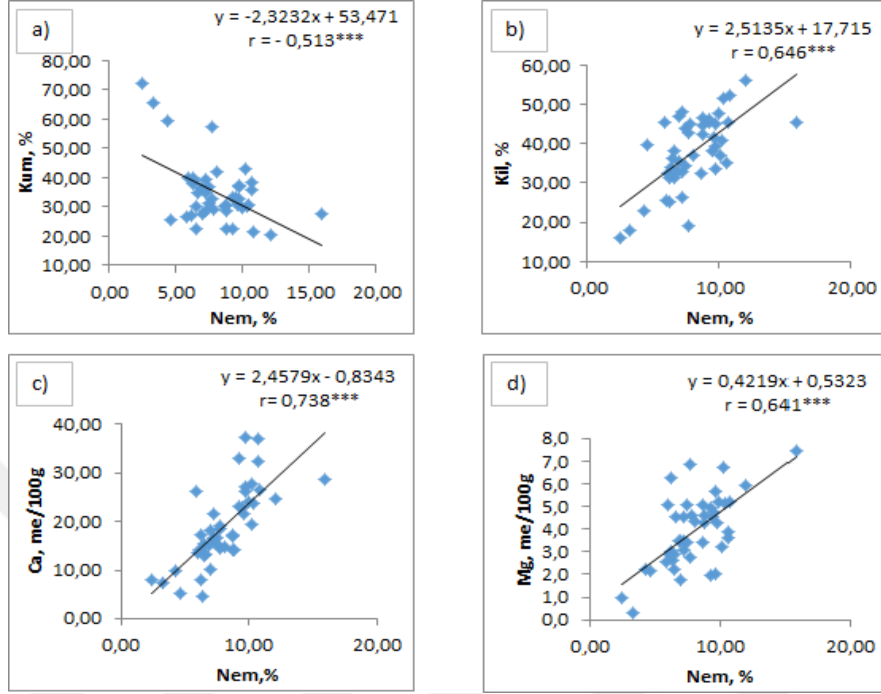 a)
y = -2,3232x + 53,471
r = - 0,513***
80,00
70,00
60,00
50,00
40,00
30,00
20,00
10,00
Kum, %
0,00 5,00 10,00 15,00 20,00
Nem, %
b)
y = 2,5135x + 17,715
r = 0,646***
60,00
50,00
40,00
30,00
20,00
10,00
Kil, %
0,00 10,00 20,00
Nem, %
c)
y = 2,4579x - 0,8343
r= 0,738***
40,00
30,00
20,00
10,00
0,00
Ca, me/100g
0,00 10,00 20,00
Nem,%
d)
y = 0,4219x + 0,5323
r = 0,641***
8,0
7,0
6,0
5,0
4,0
3,0
2,0
1,0
0,0
Mg, me/100g
0,00 10,00 20,00
Nem, %